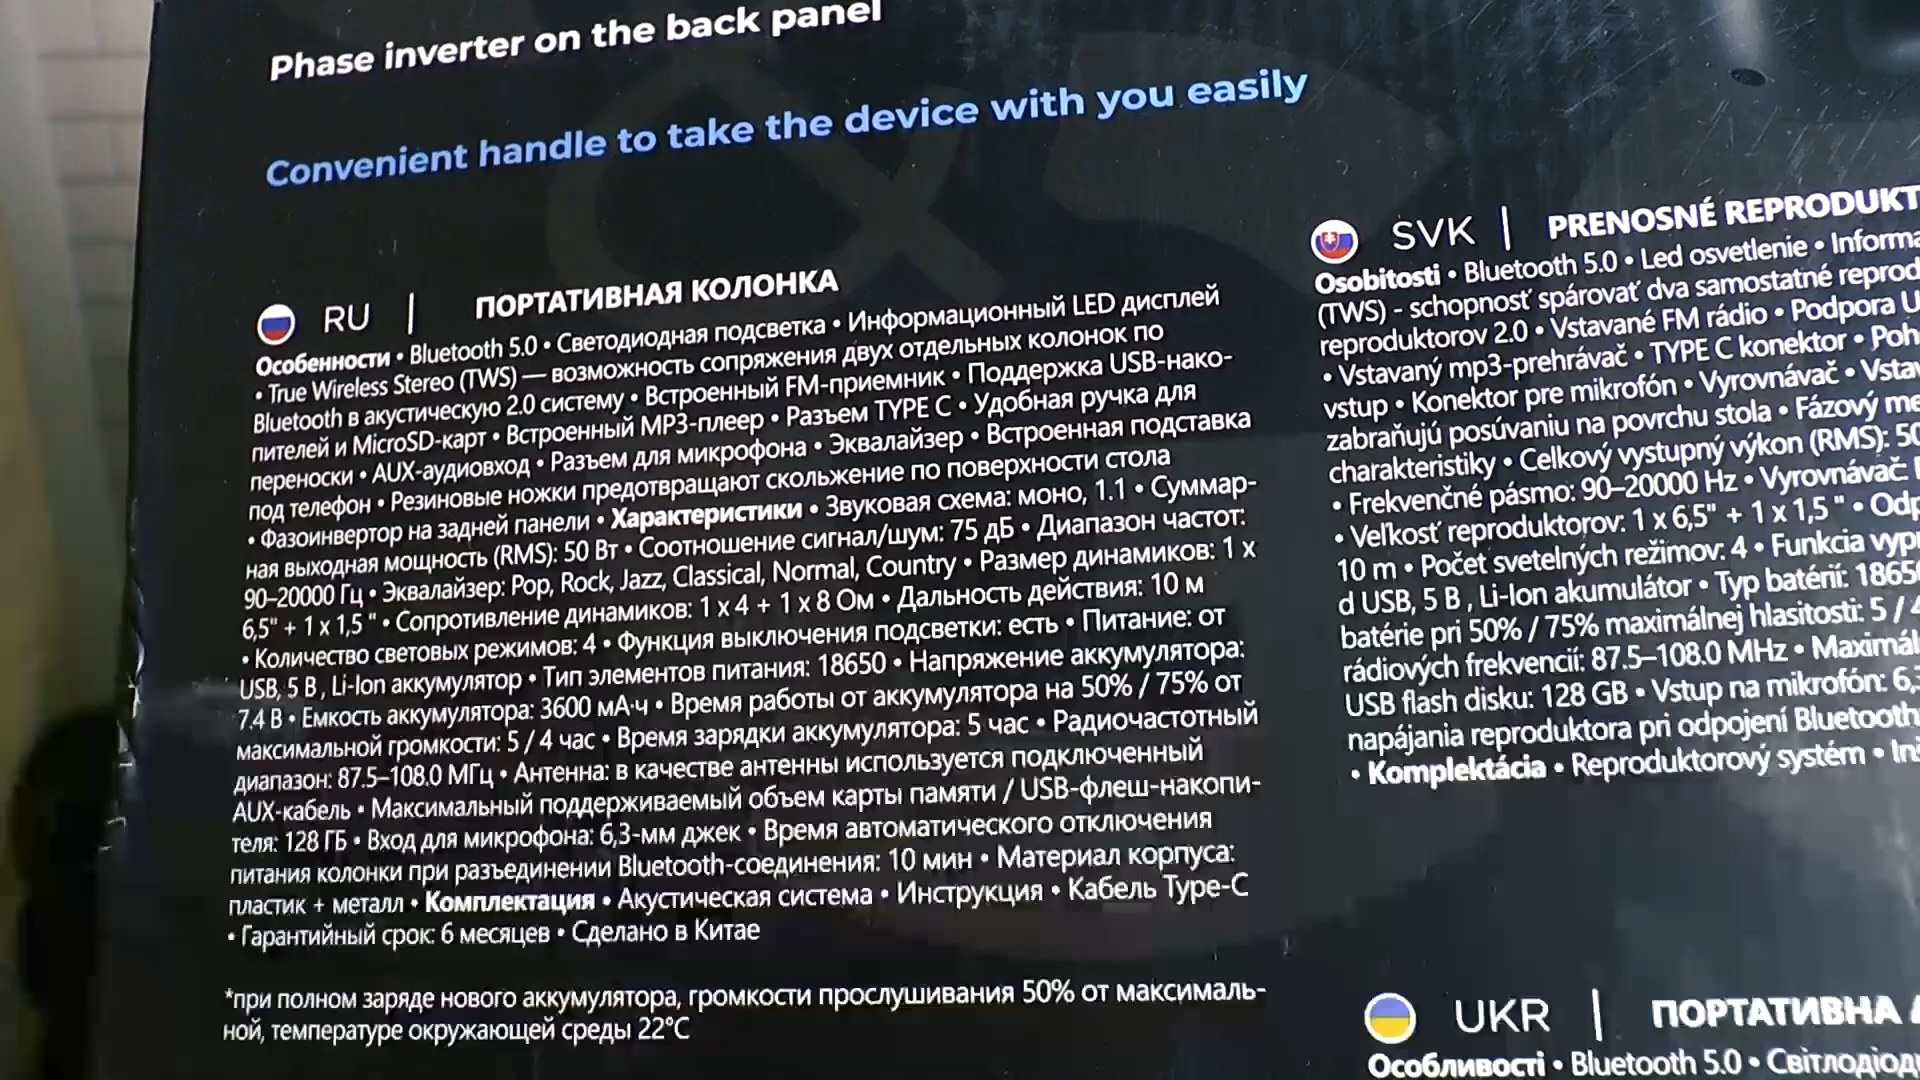 Phase inverter on the back panel
Convenient handle to take the device with you easily
RU | ПОРТАТИВНАЯ КОЛОНКА
Особенности • Bluetooth 5.0 • Светодиодная подсветка • Информационный LED дисплей
• True Wireless Stereo (TWS) — возможность сопряжения двух отдельных колонок по
Bluetooth в акустическую 2.0 систему • Встроенный FM-приемник • Поддержка USB-нако-
пителей и MicroSD-карт • Встроенный MP3-плеер • Разъем TYPE C • Удобная ручка для
переноски • AUX-аудиовход • Разъем для микрофона • Эквалайзер • Встроенная подставка
под телефон • Резиновые ножки предотвращают скольжение по поверхности стола
• Фазоинвертор на задней панели • Характеристики • Звуковая схема: моно, 1.1 • Суммар-
ная выходная мощность (RMS): 50 Вт • Соотношение сигнал/шум: 75 дБ • Диапазон частот:
90–20000 Гц • Эквалайзер: Pop, Rock, Jazz, Classical, Normal, Country • Размер динамиков: 1 x
6,5" + 1 x 1,5 " • Сопротивление динамиков: 1 x 4 + 1 x 8 Ом • Дальность действия: 10 м
• Количество световых режимов: 4 • Функция выключения подсветки: есть • Питание: от
USB, 5 В , Li-Ion аккумулятор • Тип элементов питания: 18650 • Напряжение аккумулятора:
7.4 В • Емкость аккумулятора: 3600 мА·ч • Время работы от аккумулятора на 50% / 75% от
максимальной громкости: 5 / 4 час • Время зарядки аккумулятора: 5 час • Радиочастотный
диапазон: 87.5–108.0 МГц • Антенна: в качестве антенны используется подключенный
AUX-кабель • Максимальный поддерживаемый объем карты памяти / USB-флеш-накопи-
теля: 128 ГБ • Вход для микрофона: 6,3-мм джек • Время автоматического отключения
питания колонки при разъединении Bluetooth-соединения: 10 мин • Материал корпуса:
пластик + металл • Комплектация • Акустическая система • Инструкция • Кабель Type-C
• Гарантийный срок: 6 месяцев • Сделано в Китае
*при полном заряде нового аккумулятора, громкости прослушивания 50% от максималь-
ной, температуре окружающей среды 22°C
SVK | PRENOSNÉ REPRODUKT
Osobitosti • Bluetooth 5.0 • Led osvetlenie • Informa
(TWS) - schopnosť spárovať dva samostatné reprod
reproduktorov 2.0 • Vstavané FM rádio • Podpora U
• Vstavaný mp3-prehrávač • TYPE C konektor • Poh
vstup • Konektor pre mikrofón • Vyrovnávač • Vstav
zabraňujú posúvaniu na povrchu stola • Fázový me
charakteristiky • Celkový vystupný výkon (RMS): 50
• Frekvenčné pásmo: 90–20000 Hz • Vyrovnávač:
• Veľkosť reproduktorov: 1 x 6,5" + 1 x 1,5 " • Odp
10 m • Počet svetelných režimov: 4 • Funkcia vyp
d USB, 5 B , Li-Ion akumulátor • Typ batérií: 1865
batérie pri 50% / 75% maximálnej hlasitosti: 5 / 4
rádiových frekvencií: 87.5–108.0 MHz • Maximál
USB flash disku: 128 GB • Vstup na mikrofón: 6,3
napájania reproduktora pri odpojení Bluetooth
• Komplektácia • Reproduktorový systém • In
UKR | ПОРТАТИВНА
Особливості • Bluetooth 5.0 • Світлодіод